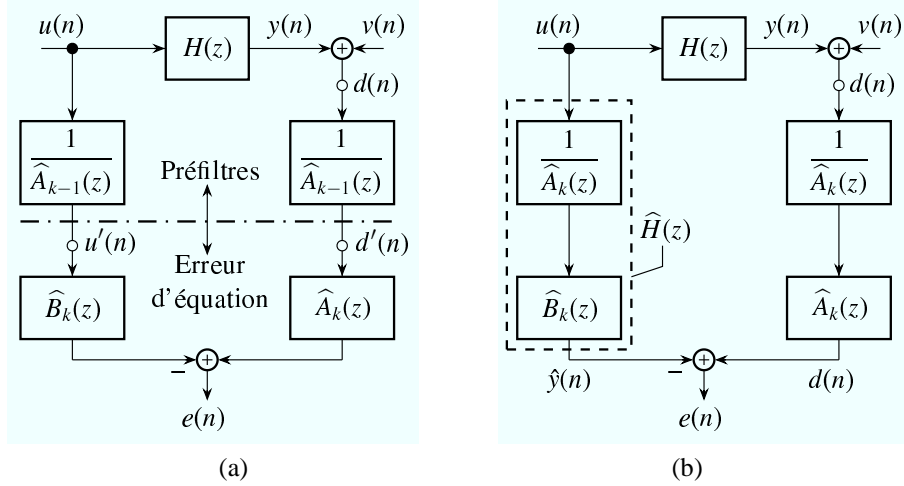 u(n) H(z) y(n) v(n)
d(n)
1 / Â_{k−1}(z) 1 / Â_{k−1}(z)
Préfiltres
u′(n) d′(n)
Erreur
d'équation
B̂_k(z) Â_k(z)
−
+
e(n)
(a)
u(n) H(z) y(n) v(n)
+
d(n)
1 / Â_k(z) 1 / Â_k(z)
Ĥ(z)
B̂_k(z) Â_k(z)
−
+
ŷ(n) d(n)
e(n)
(b)